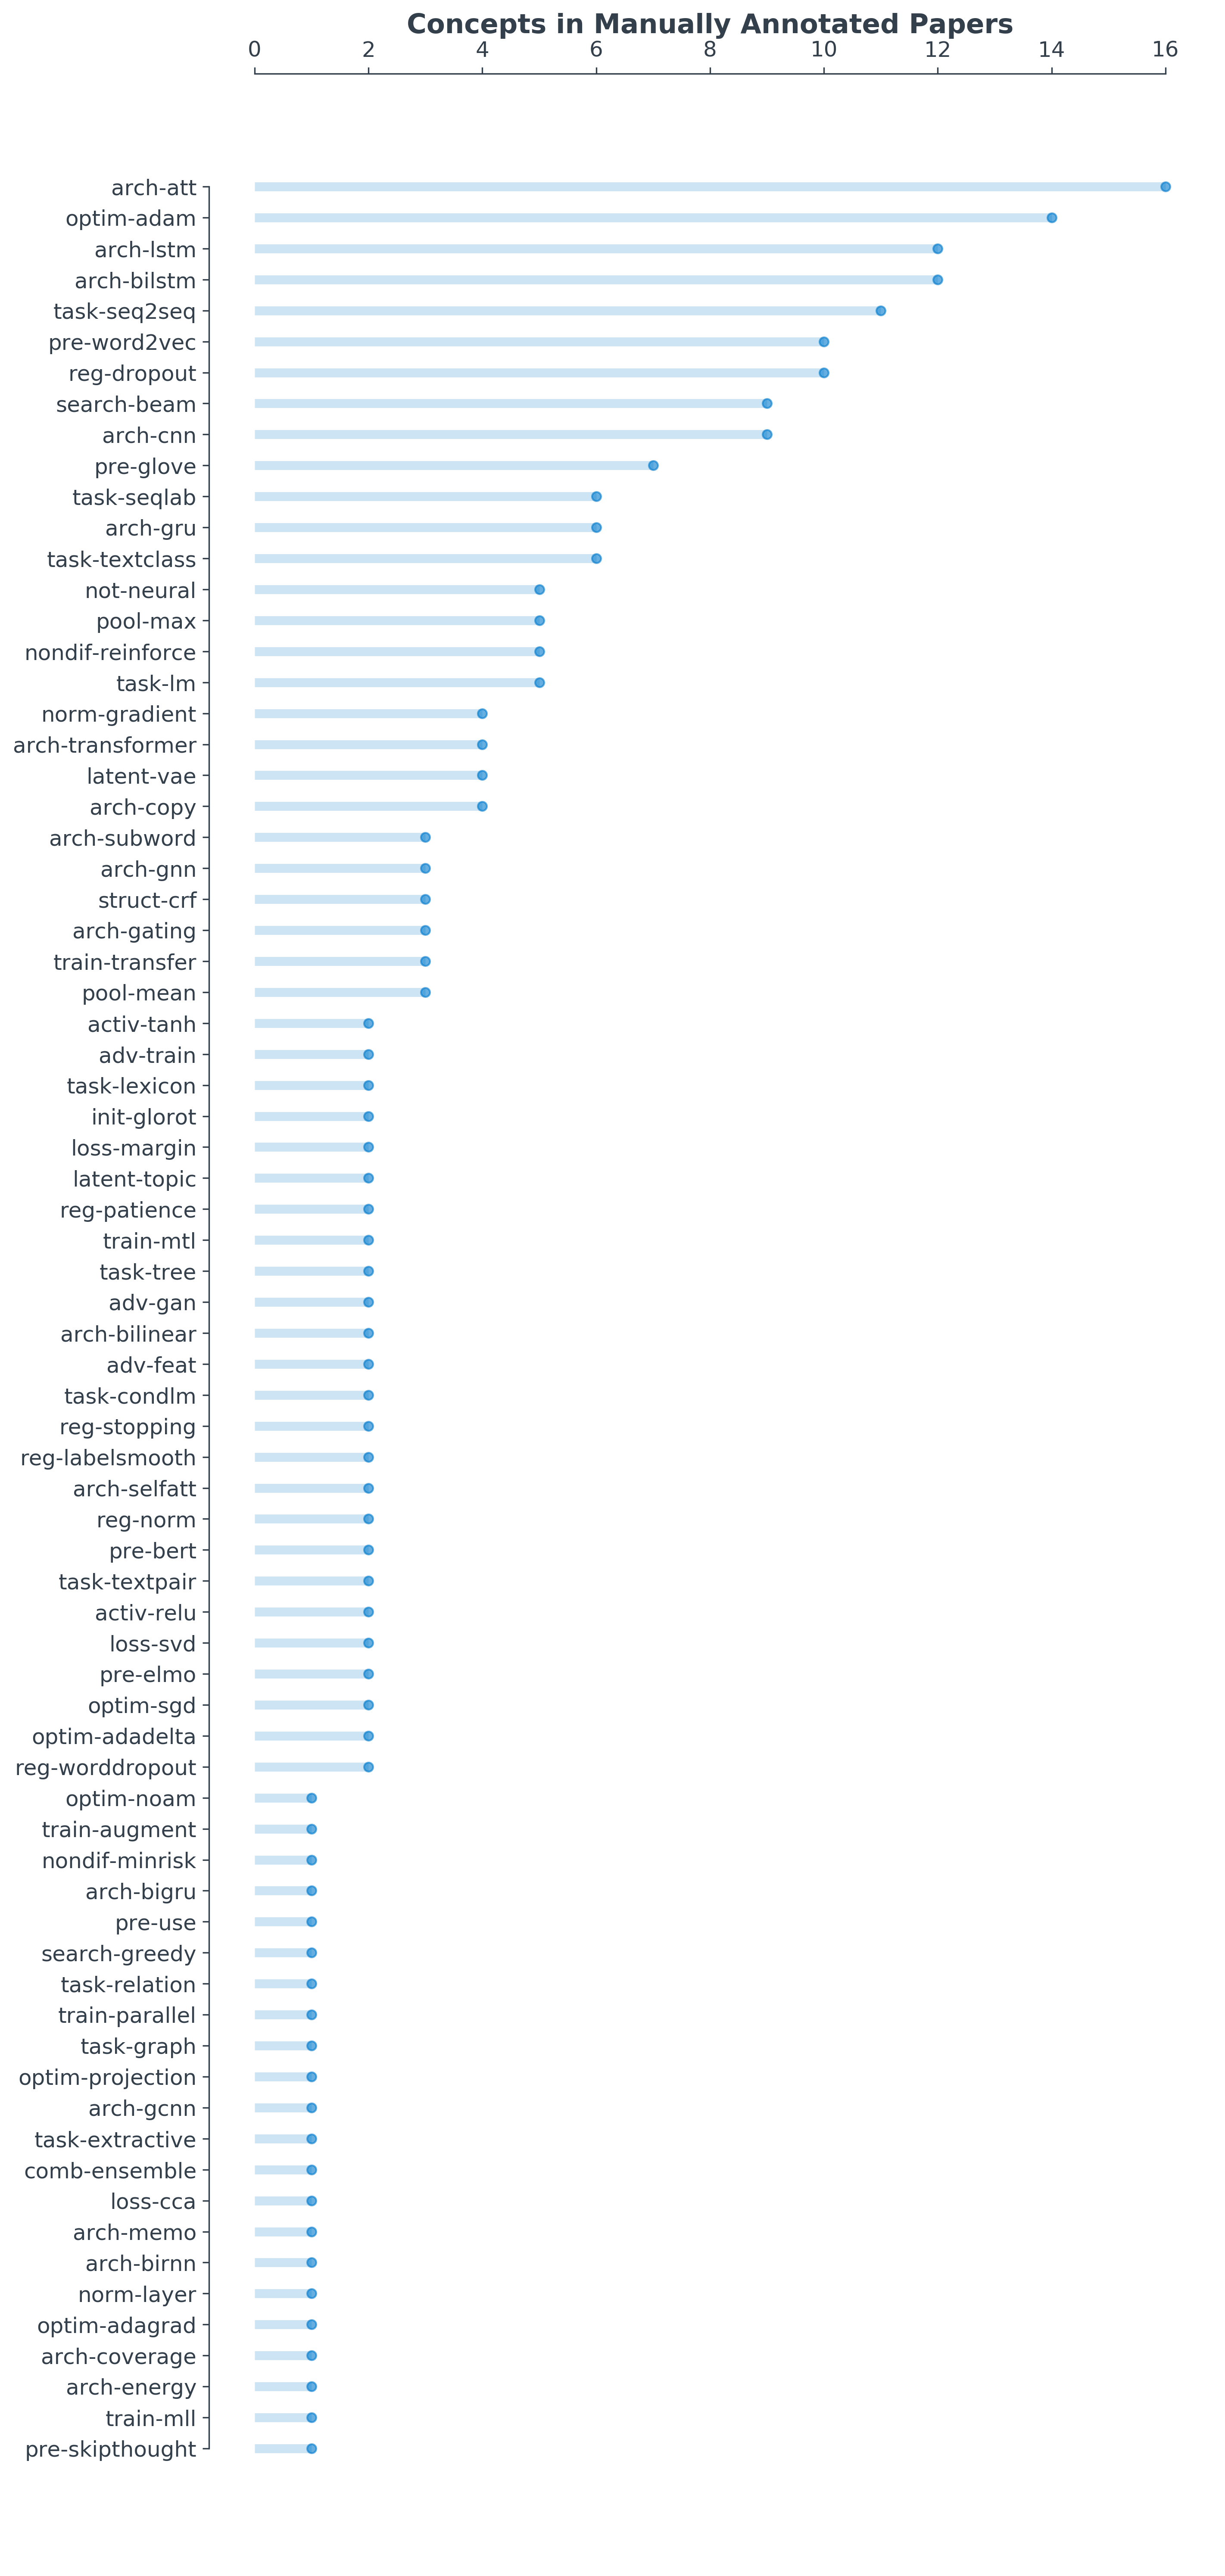 Concepts in Manually Annotated Papers
0 2 4 6 8 10 12 14 16
arch-att
optim-adam
arch-lstm
arch-bilstm
task-seq2seq
pre-word2vec
reg-dropout
search-beam
arch-cnn
pre-glove
task-seqlab
arch-gru
task-textclass
not-neural
pool-max
nondif-reinforce
task-lm
norm-gradient
arch-transformer
latent-vae
arch-copy
arch-subword
arch-gnn
struct-crf
arch-gating
train-transfer
pool-mean
activ-tanh
adv-train
task-lexicon
init-glorot
loss-margin
latent-topic
reg-patience
train-mtl
task-tree
adv-gan
arch-bilinear
adv-feat
task-condlm
reg-stopping
reg-labelsmooth
arch-selfatt
reg-norm
pre-bert
task-textpair
activ-relu
loss-svd
pre-elmo
optim-sgd
optim-adadelta
reg-worddropout
optim-noam
train-augment
nondif-minrisk
arch-bigru
pre-use
search-greedy
task-relation
train-parallel
task-graph
optim-projection
arch-gcnn
task-extractive
comb-ensemble
loss-cca
arch-memo
arch-birnn
norm-layer
optim-adagrad
arch-coverage
arch-energy
train-mll
pre-skipthought